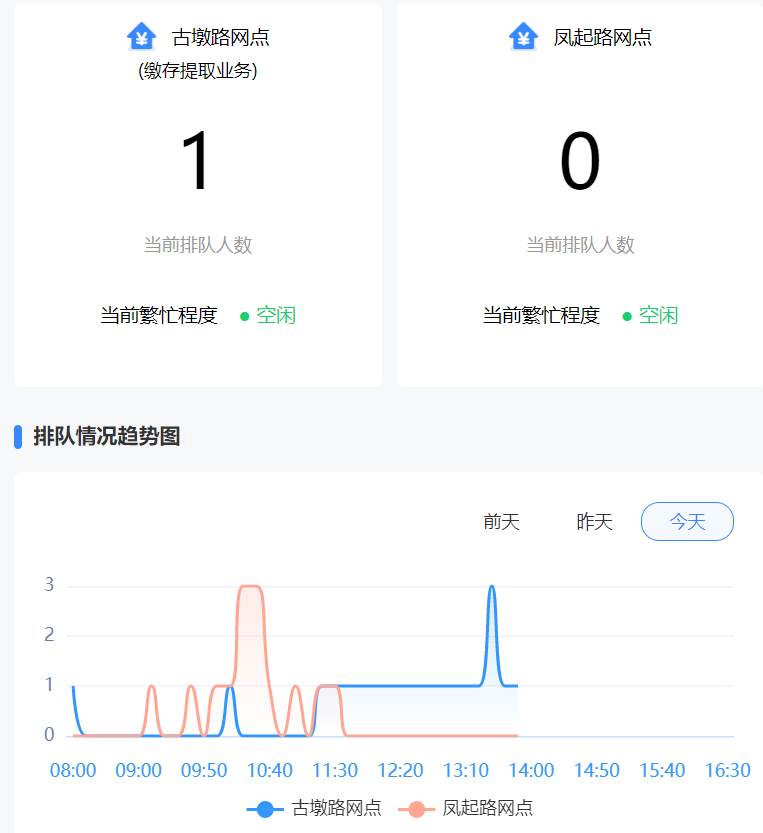 古墩路网点
(缴存提取业务)
1
当前排队人数
当前繁忙程度 ● 空闲
凤起路网点
0
当前排队人数
当前繁忙程度 ● 空闲
排队情况趋势图
前天 昨天 今天
3
2
1
0
08:00 09:00 09:50 10:40 11:30 12:20 13:10 14:00 14:50 15:40 16:30
古墩路网点 凤起路网点